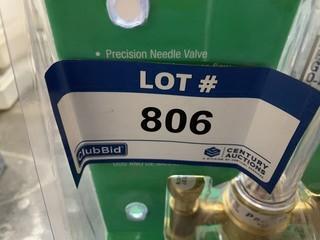 • Precision Needle Valve
LOT #
806
ClubBid
CENTURY
AUCTIONS